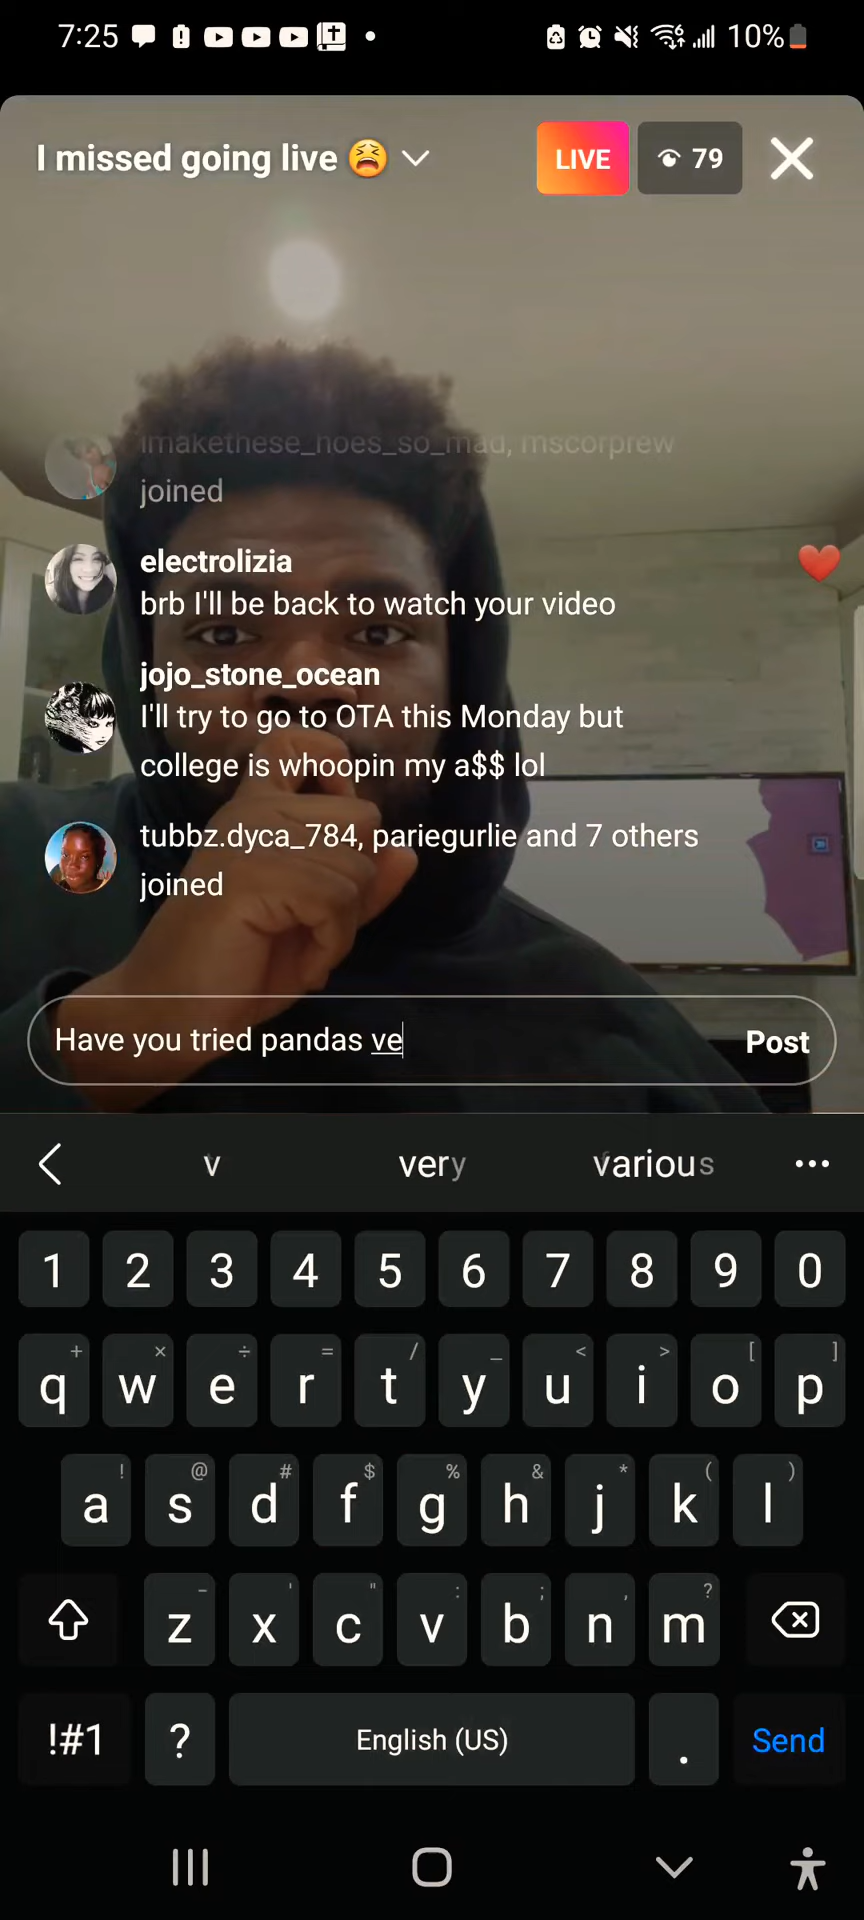 7:25
10%
I missed going live 😫
LIVE
79
imakethese_hoes_so_mad, mscorprew
joined
electrolizia
brb I'll be back to watch your video
jojo_stone_ocean
I'll try to go to OTA this Monday but
college is whoopin my a$$ lol
tubbz.dyca_784, pariegurlie and 7 others
joined
Have you tried pandas ve
Post
v very various
1 2 3 4 5 6 7 8 9 0
+ × ÷ = / _ < > [ ]
q w e r t y u i o p
! @ # $ % & * ( )
a s d f g h j k l
- ' " : ; , ?
z x c v b n m
!#1 ? English (US) . Send